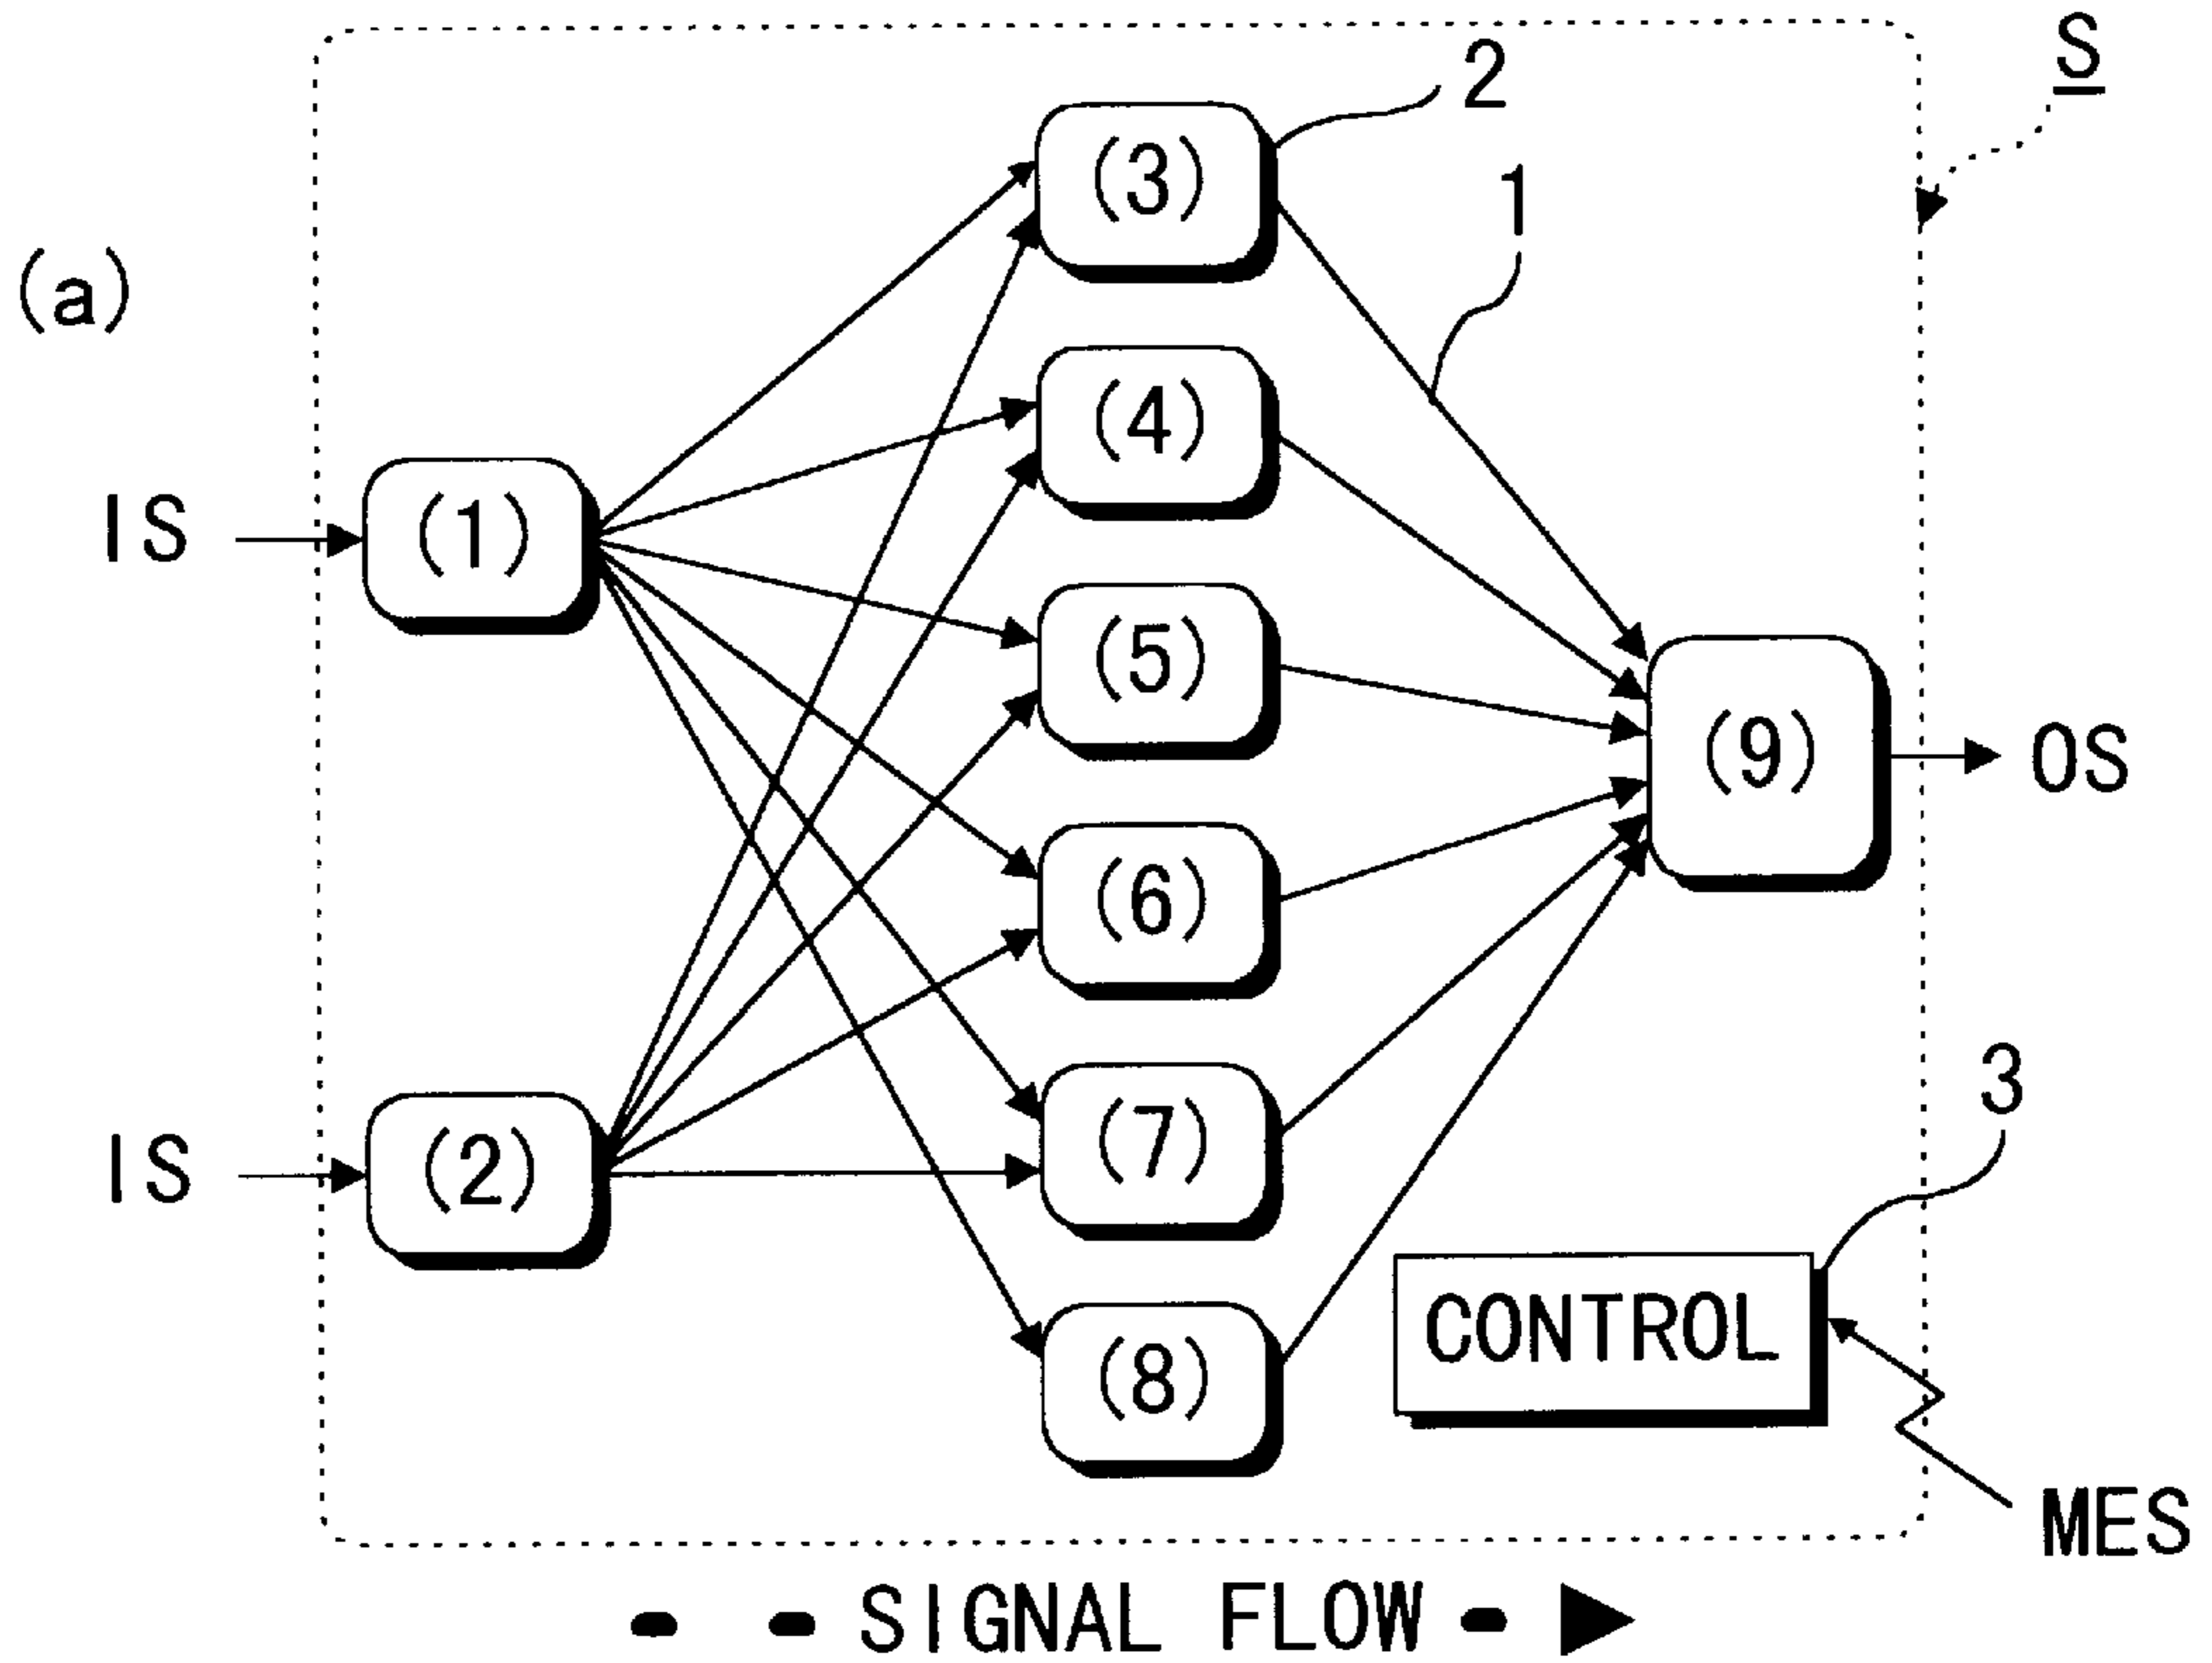 S
2
(3)
1
(a)
(4)
IS
(1)
(5)
(9)
OS
(6)
3
(7)
IS
(2)
CONTROL
(8)
MES
SIGNAL FLOW